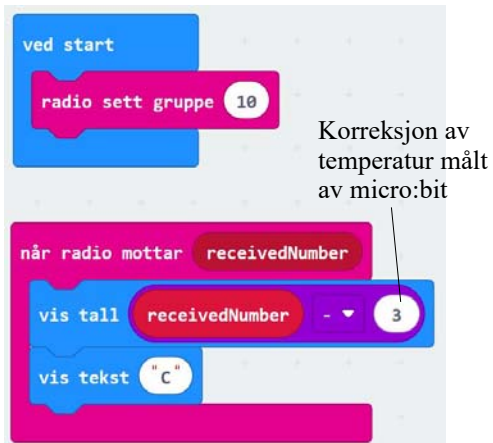 ved start
radio sett gruppe 10
Korreksjon av
temperatur målt
av micro:bit
når radio mottar receivedNumber
vis tall receivedNumber - 3
vis tekst "C"